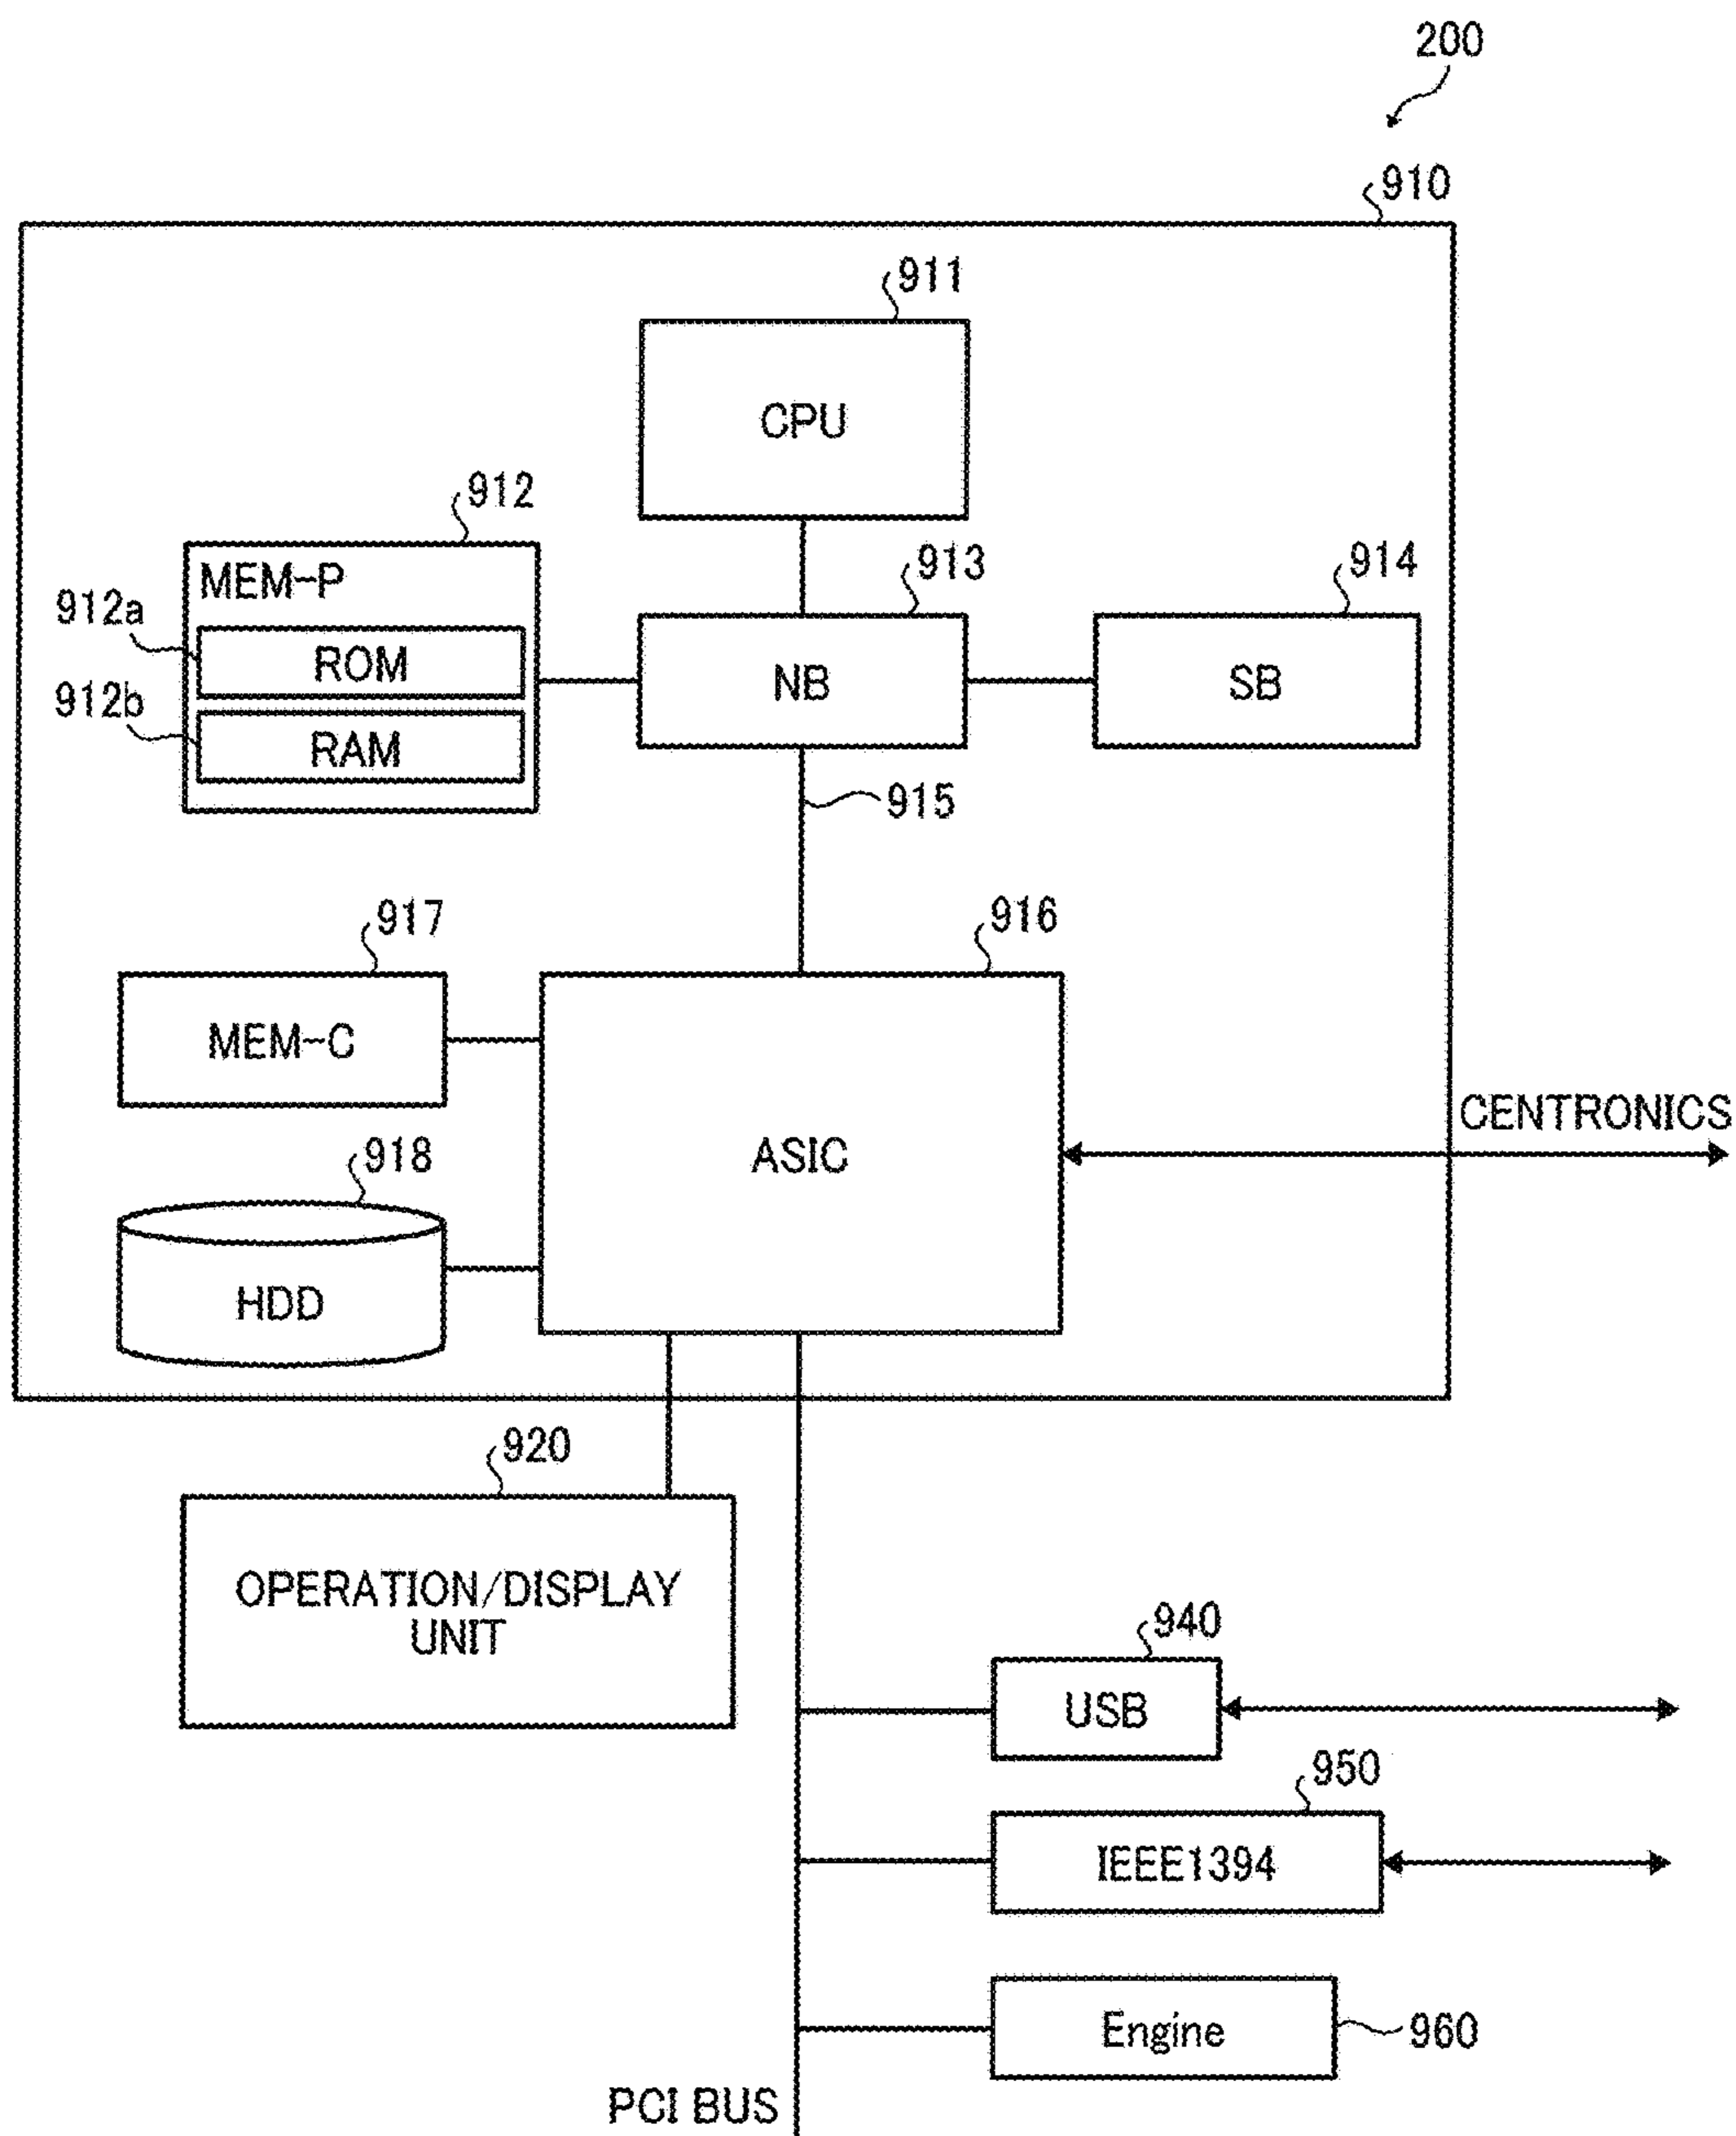 200
910
911
CPU
912
MEM-P
912a
ROM
912b
RAM
913
NB
914
SB
915
917
MEM-C
916
ASIC
CENTRONICS
918
HDD
920
OPERATION/DISPLAY
UNIT
940
USB
950
IEEE1394
Engine
960
PCI BUS